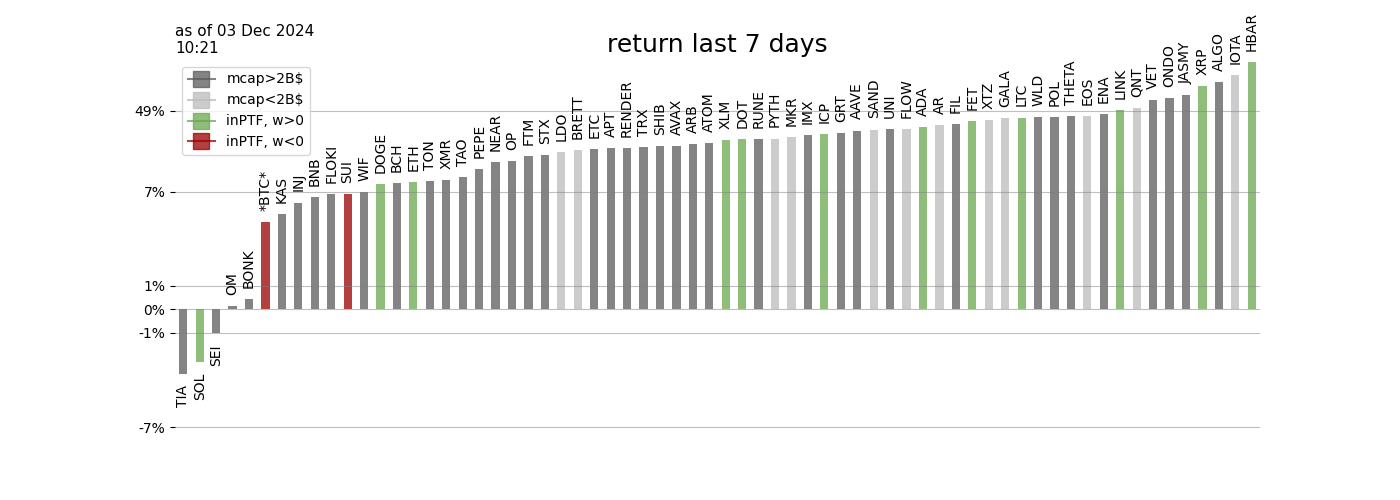 as of 03 Dec 2024
10:21
return last 7 days
mcap>2B$
mcap<2B$
inPTF, w>0
inPTF, w<0
49%
7%
1%
0%
-1%
-7%
TIA
SOL
SEI
OM
BONK
*BTC*
KAS
INJ
BNB
FLOKI
SUI
WIF
DOGE
BCH
ETH
TON
XMR
TAO
PEPE
NEAR
OP
FTM
STX
LDO
BRETT
ETC
APT
RENDER
TRX
SHIB
AVAX
ARB
ATOM
XLM
DOT
RUNE
PYTH
MKR
IMX
ICP
GRT
AAVE
SAND
UNI
FLOW
ADA
AR
FIL
FET
XTZ
GALA
LTC
WLD
POL
THETA
EOS
ENA
LINK
QNT
VET
ONDO
JASMY
XRP
ALGO
IOTA
HBAR